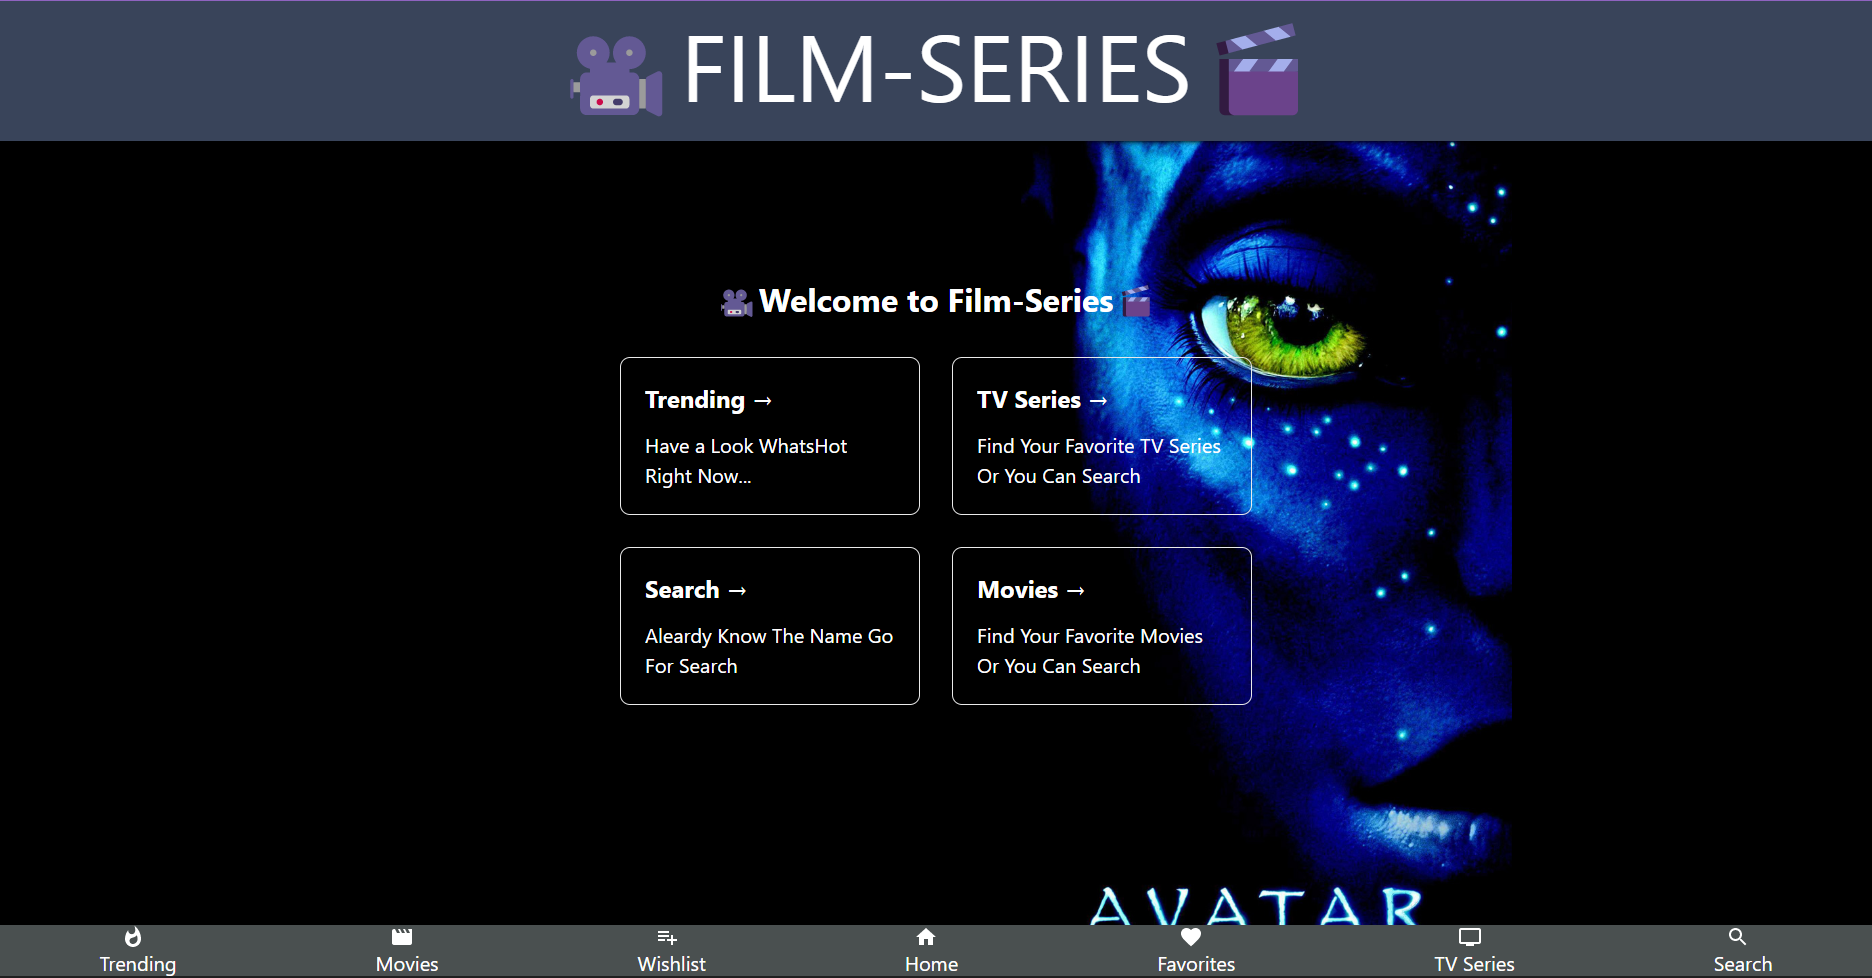 FILM-SERIES
Welcome to Film-Series
Trending →
Have a Look WhatsHot
Right Now...
TV Series →
Find Your Favorite TV Series
Or You Can Search
Search →
Aleardy Know The Name Go
For Search
Movies →
Find Your Favorite Movies
Or You Can Search
AVATAR
Trending
Movies
Wishlist
Home
Favorites
TV Series
Search